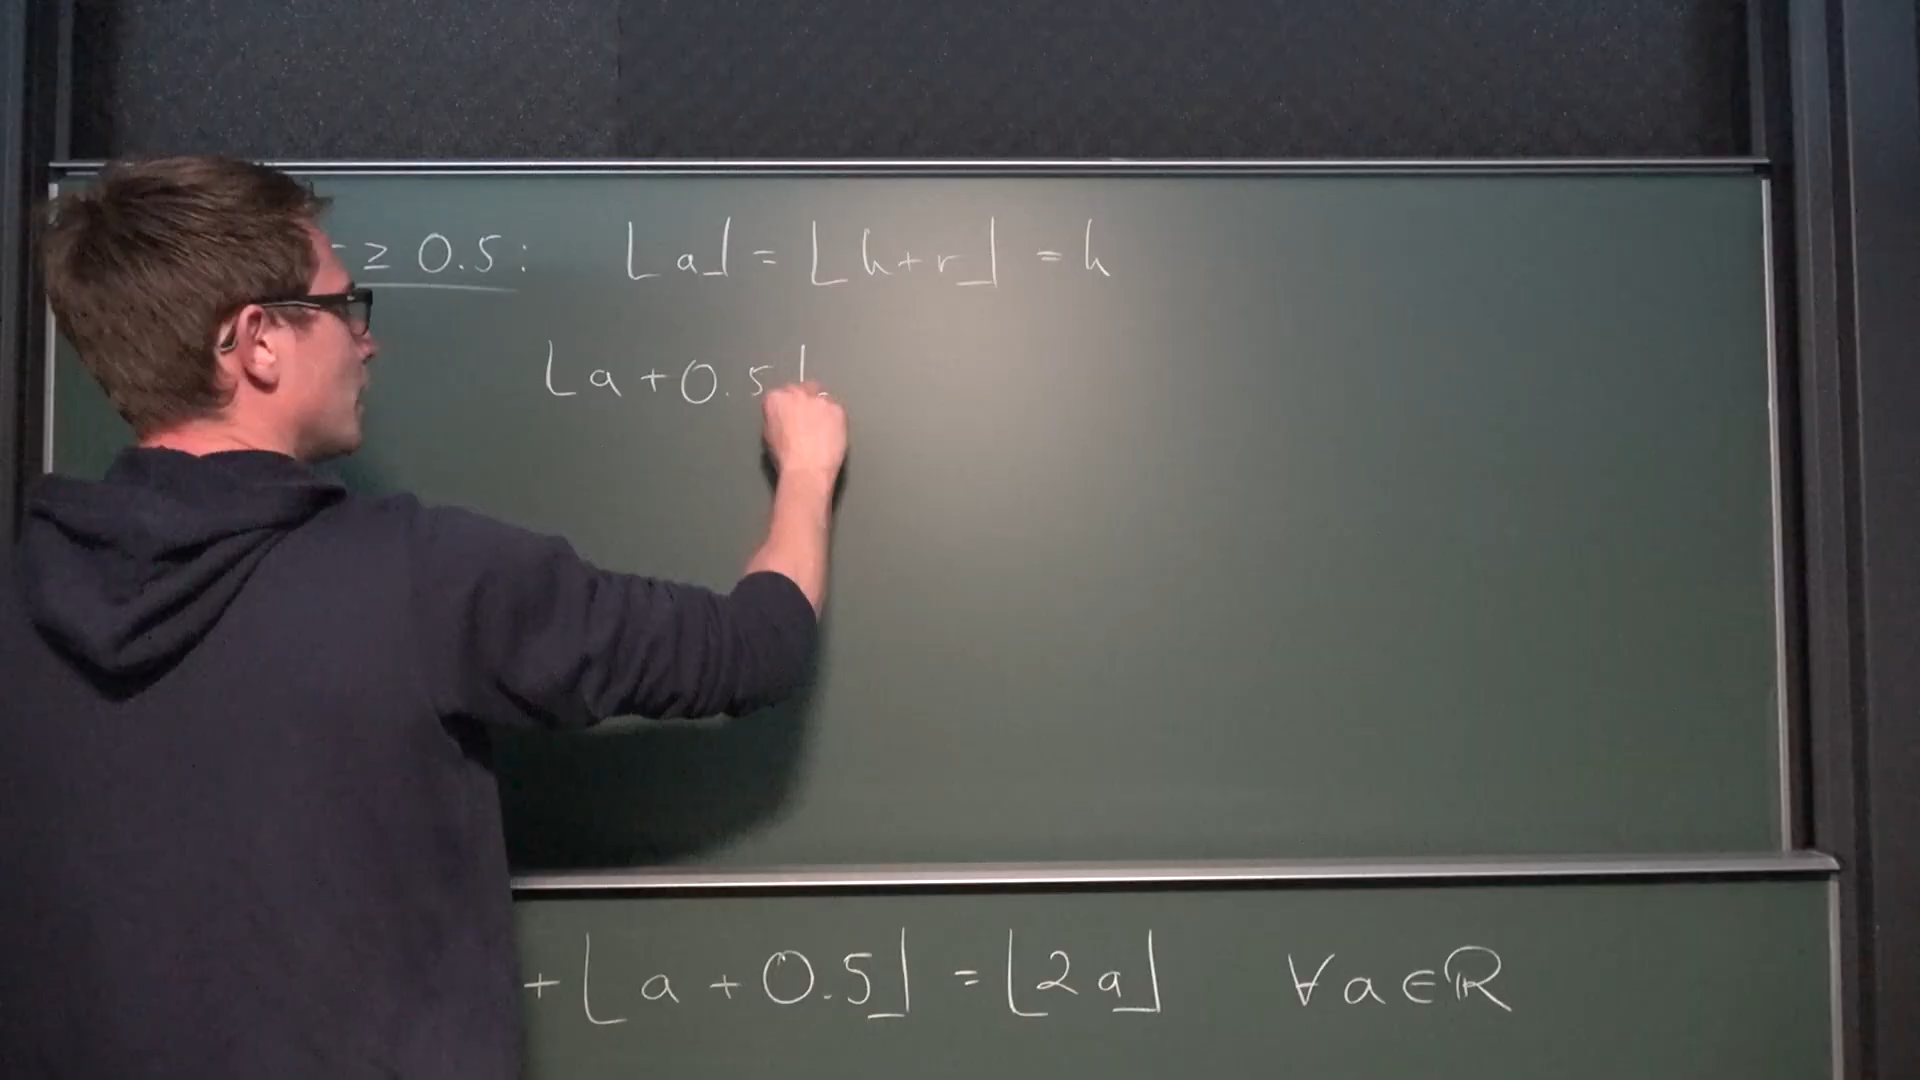 ≥ 0.5: ⌊a⌋ = ⌊h+r⌋ = h
⌊a + 0.5⌋
+ ⌊a + 0.5⌋ = ⌊2a⌋ ∀a∈ℝ